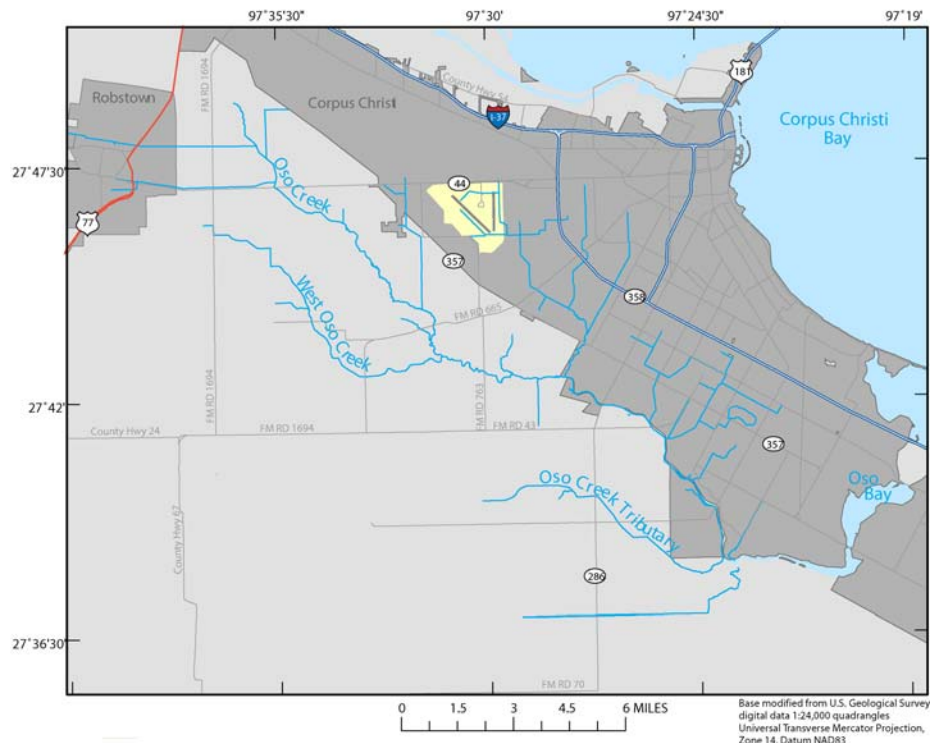 97°35'30"
97°30'
97°24'30"
97°19'
181
County Hwy 54
FM RD 1694
Robstown
Corpus Christi
I-37
Corpus Christi
Bay
27°47'30"
Oso Creek
44
77
357
West Oso Creek
358
FM RD 665
FM RD 1694
FM RD 763
27°42'
County Hwy 24
FM RD 1694
FM RD 43
357
Oso
Bay
Oso Creek Tributary
County Hwy 67
286
27°36'30"
FM RD 70
0 1.5 3 4.5 6 MILES
Base modified from U.S. Geological Survey
digital data 1:24,000 quadrangles
Universal Transverse Mercator Projection,
Zone 14, Datum NAD83